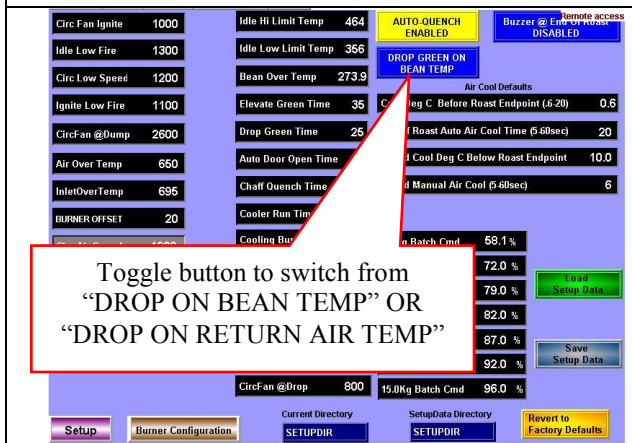 Remote access
Circ Fan Ignite 1000
Idle Low Fire 1300
Circ Low Speed 1200
Ignite Low Fire 1100
CircFan @Dump 2600
Air Over Temp 650
InletOverTemp 695
BURNER OFFSET 20
Idle Hi Limit Temp 464
Idle Low Limit Temp 356
Bean Over Temp 273.9
Elevate Green Time 35
Drop Green Time 25
Auto Door Open Time
Chaff Quench Time
Cooler Run Time
Cooling
CircFan @Drop 800
AUTO-QUENCH
ENABLED
Buzzer @ End Of Roast
DISABLED
DROP GREEN ON
BEAN TEMP
Air Cool Defaults
Deg C Before Roast Endpoint (.6-20) 0.6
Roast Auto Air Cool Time (5-60sec) 20
Cool Deg C Below Roast Endpoint 10.0
Manual Air Cool (5-60sec) 6
Batch Cmd 58.1 %
72.0 %
79.0 %
82.0 %
87.0 %
92.0 %
15.0Kg Batch Cmd 96.0 %
Toggle button to switch from
“DROP ON BEAN TEMP” OR
“DROP ON RETURN AIR TEMP”
Load
Setup Data
Save
Setup Data
Setup
Burner Configuration
Current Directory
SETUPDIR
SetupData Directory
SETUPDIR
Revert to
Factory Defaults